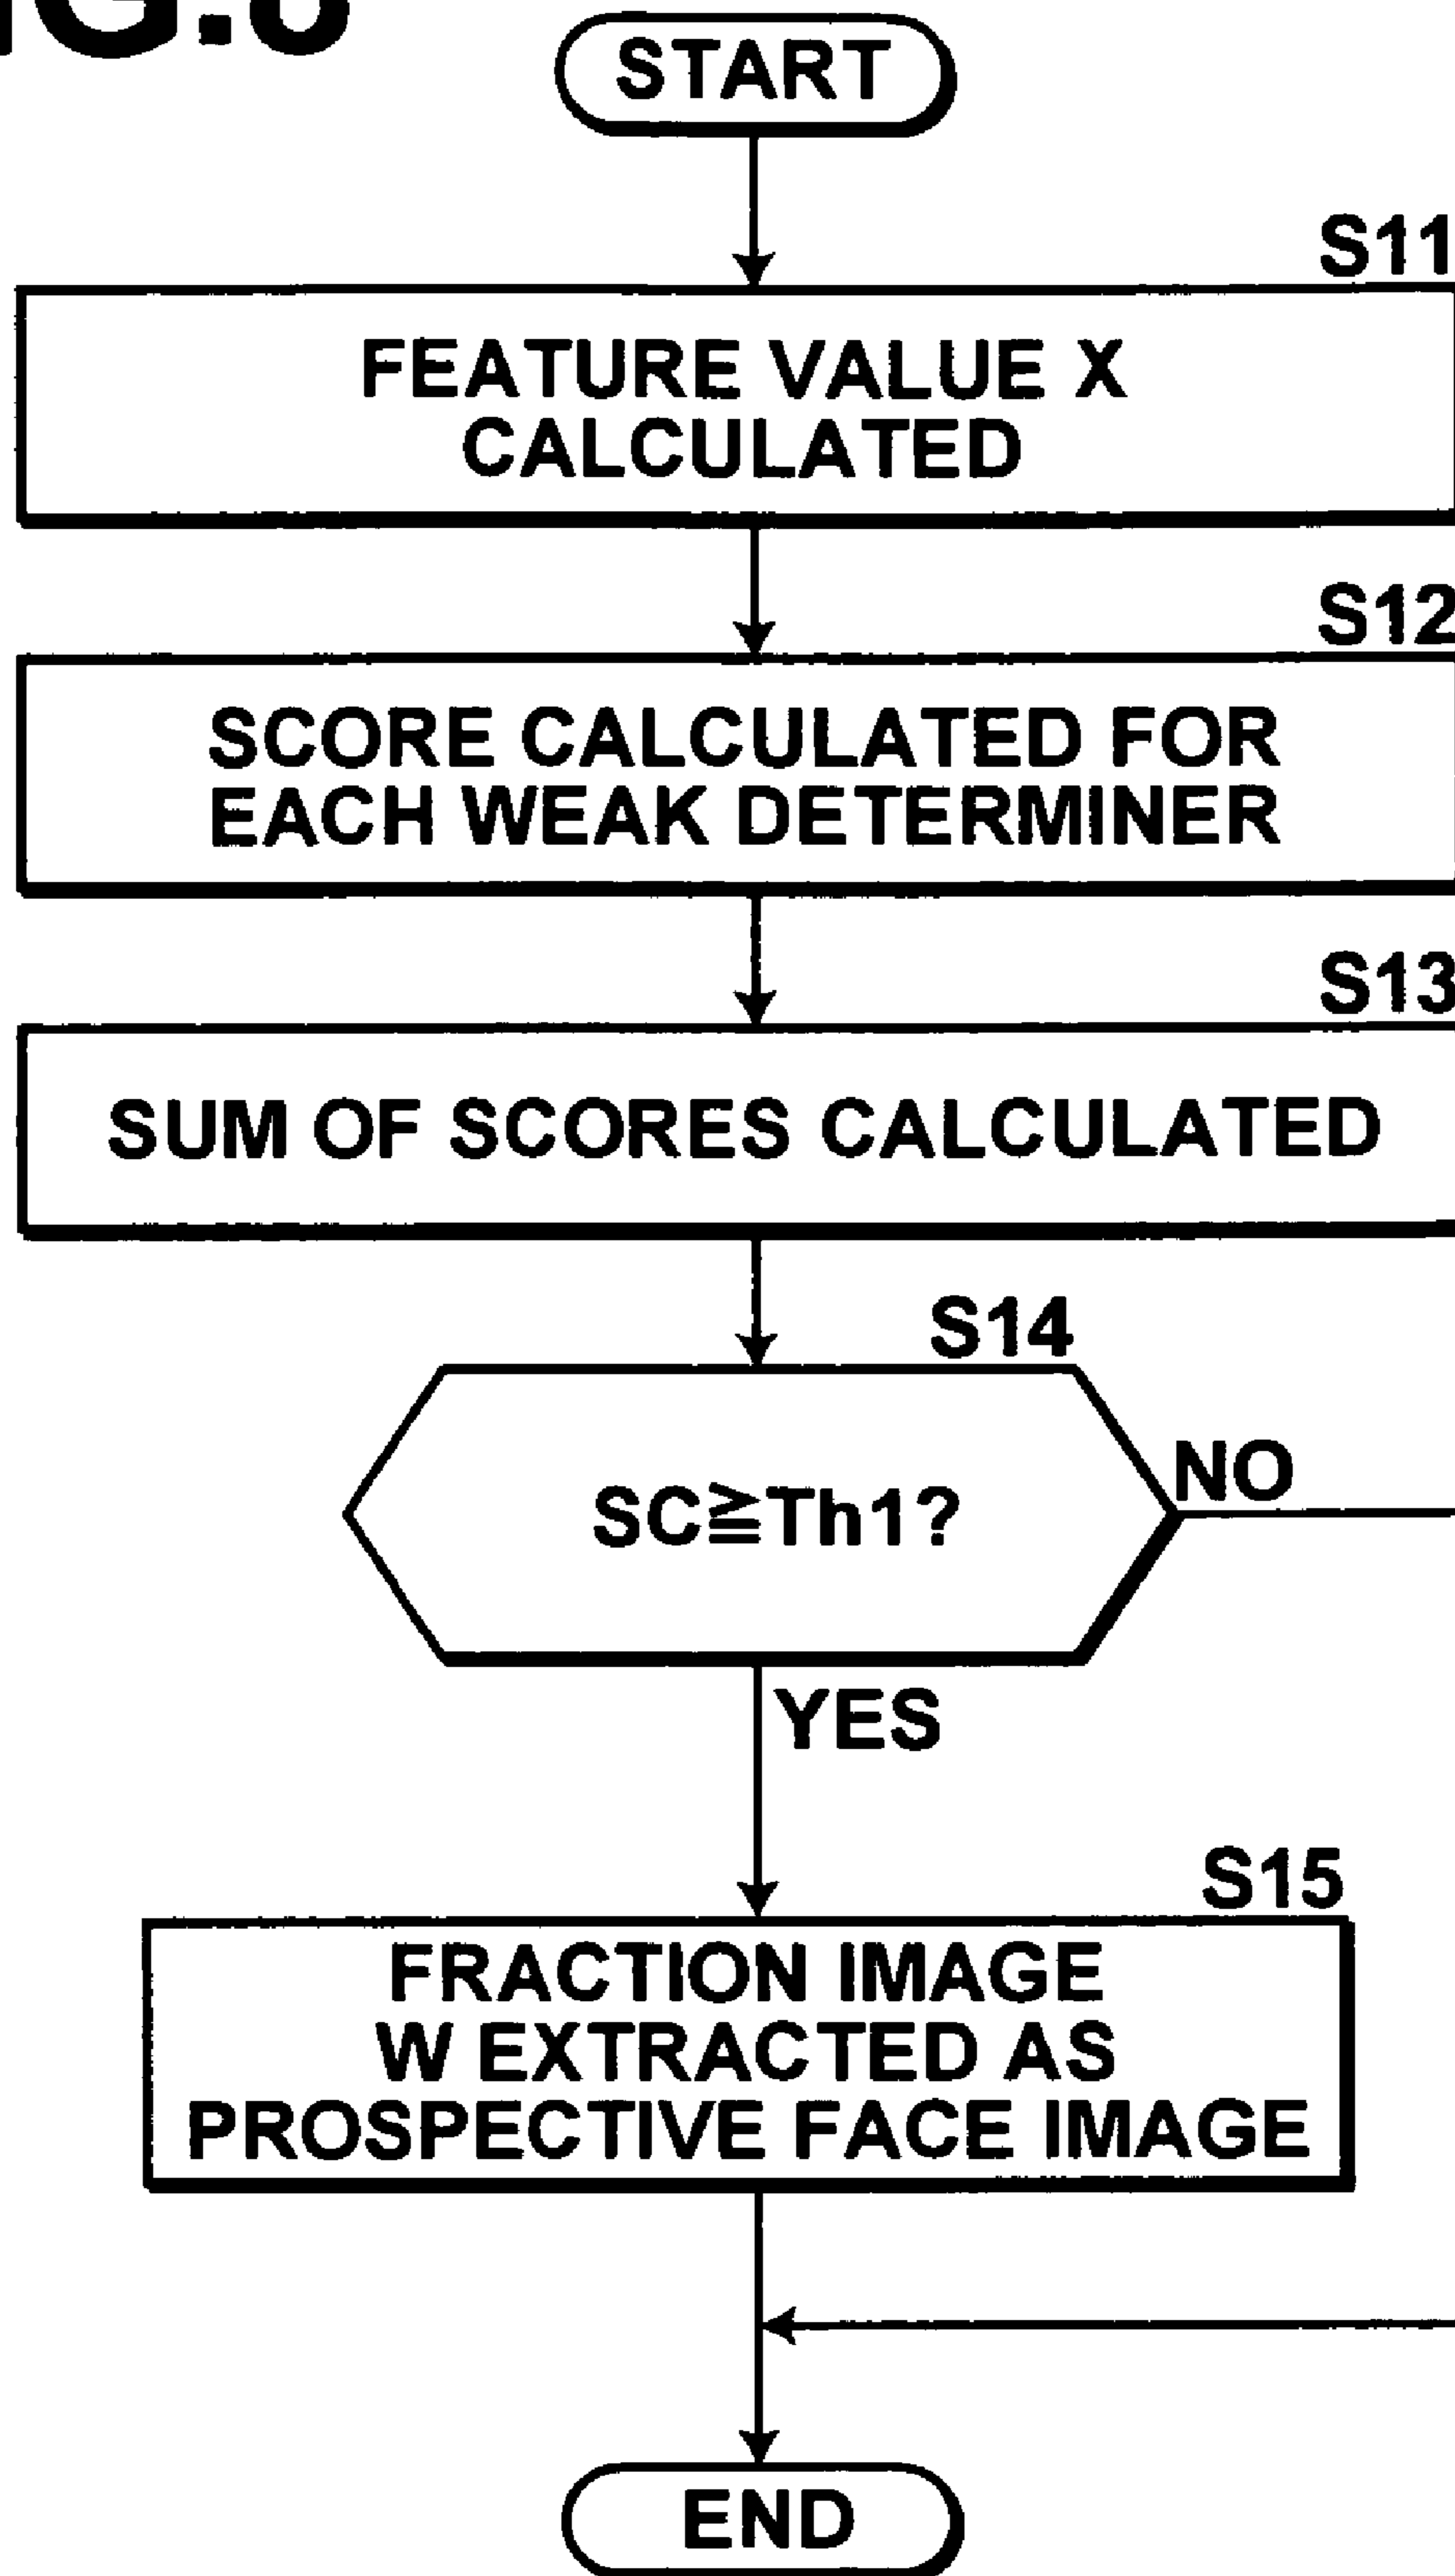 START
S11
FEATURE VALUE X
CALCULATED
S12
SCORE CALCULATED FOR
EACH WEAK DETERMINER
S13
SUM OF SCORES CALCULATED
S14
SC≧Th1?
NO
YES
S15
FRACTION IMAGE
W EXTRACTED AS
PROSPECTIVE FACE IMAGE
END